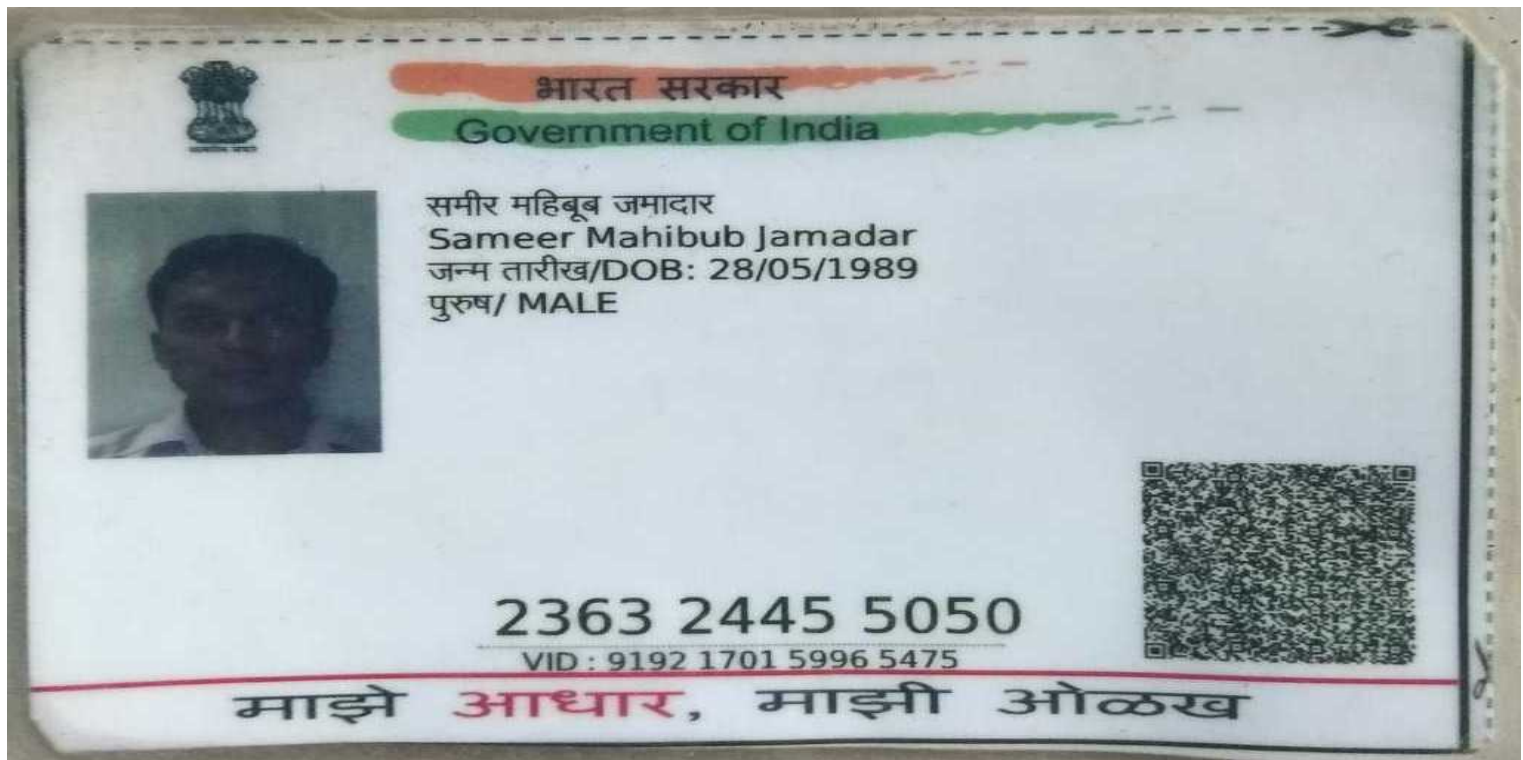 भारत सरकार
Government of India
समीर महिबूब जमादार
Sameer Mahibub Jamadar
जन्म तारीख/DOB: 28/05/1989
पुरुष/ MALE
2363 2445 5050
VID : 9192 1701 5996 5475
माझे आधार, माझी ओळख